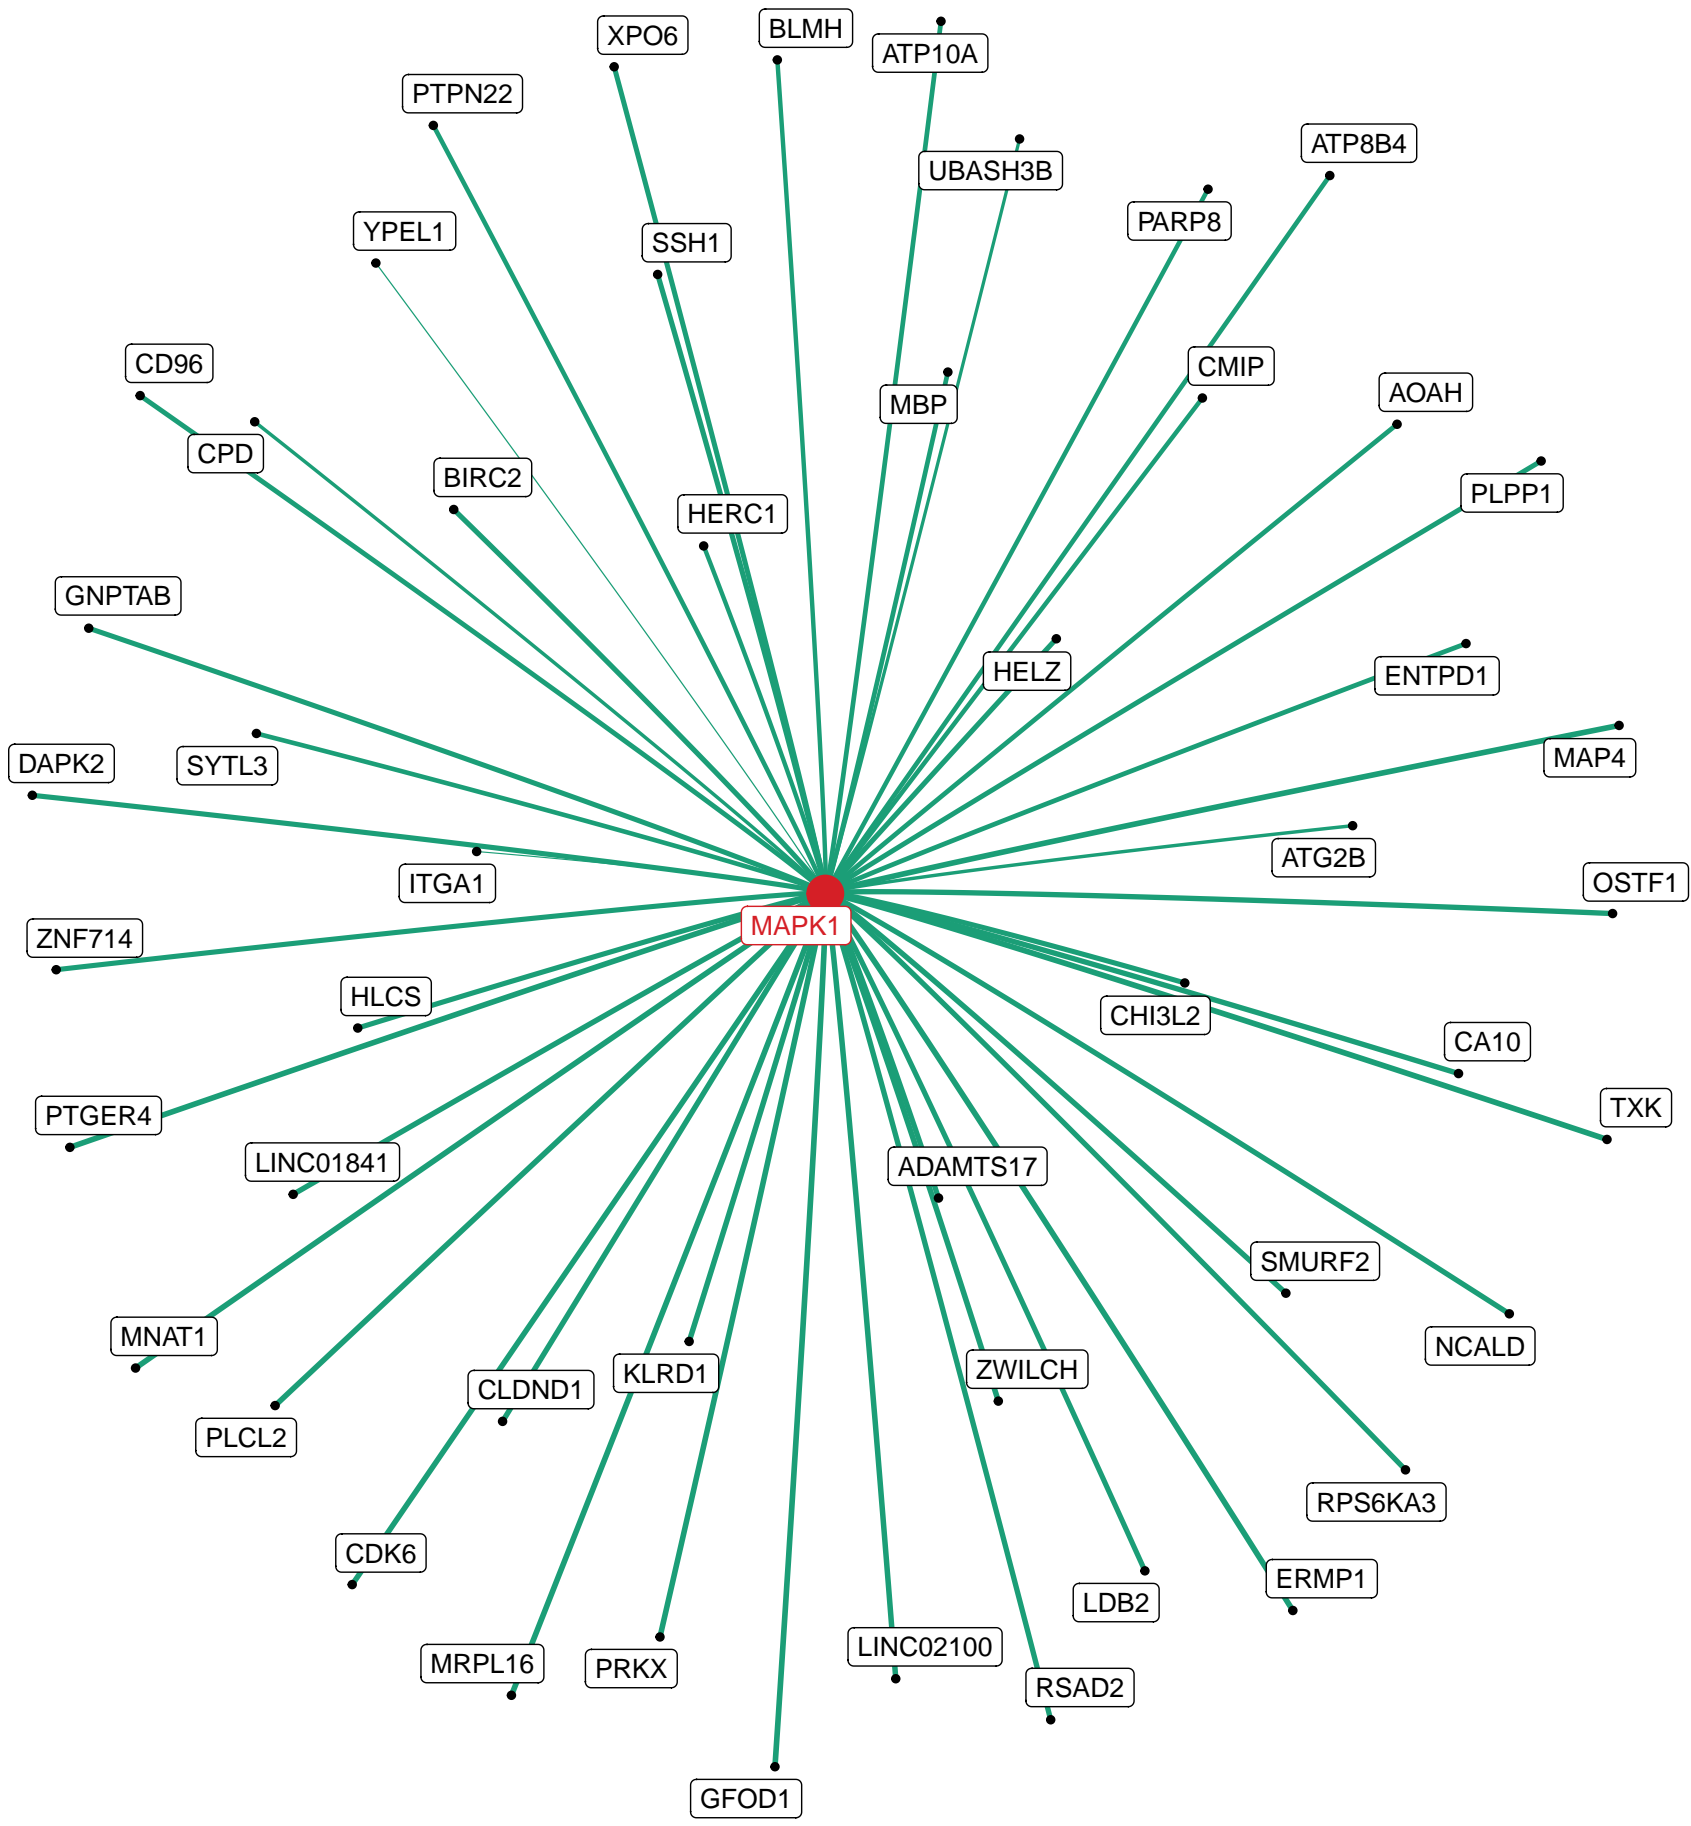 BLMH
XPO6
ATP10A
PTPN22
ATP8B4
UBASH3B
PARP8
YPEL1
SSH1
CD96
CMIP
AOAH
MBP
CPD
BIRC2
PLPP1
HERC1
GNPTAB
HELZ
ENTPD1
MAP4
DAPK2
SYTL3
ATG2B
ITGA1
OSTF1
MAPK1
ZNF714
HLCS
CHI3L2
CA10
TXK
PTGER4
LINC01841
ADAMTS17
SMURF2
MNAT1
NCALD
ZWILCH
KLRD1
CLDND1
PLCL2
RPS6KA3
CDK6
ERMP1
LDB2
LINC02100
MRPL16
PRKX
RSAD2
GFOD1